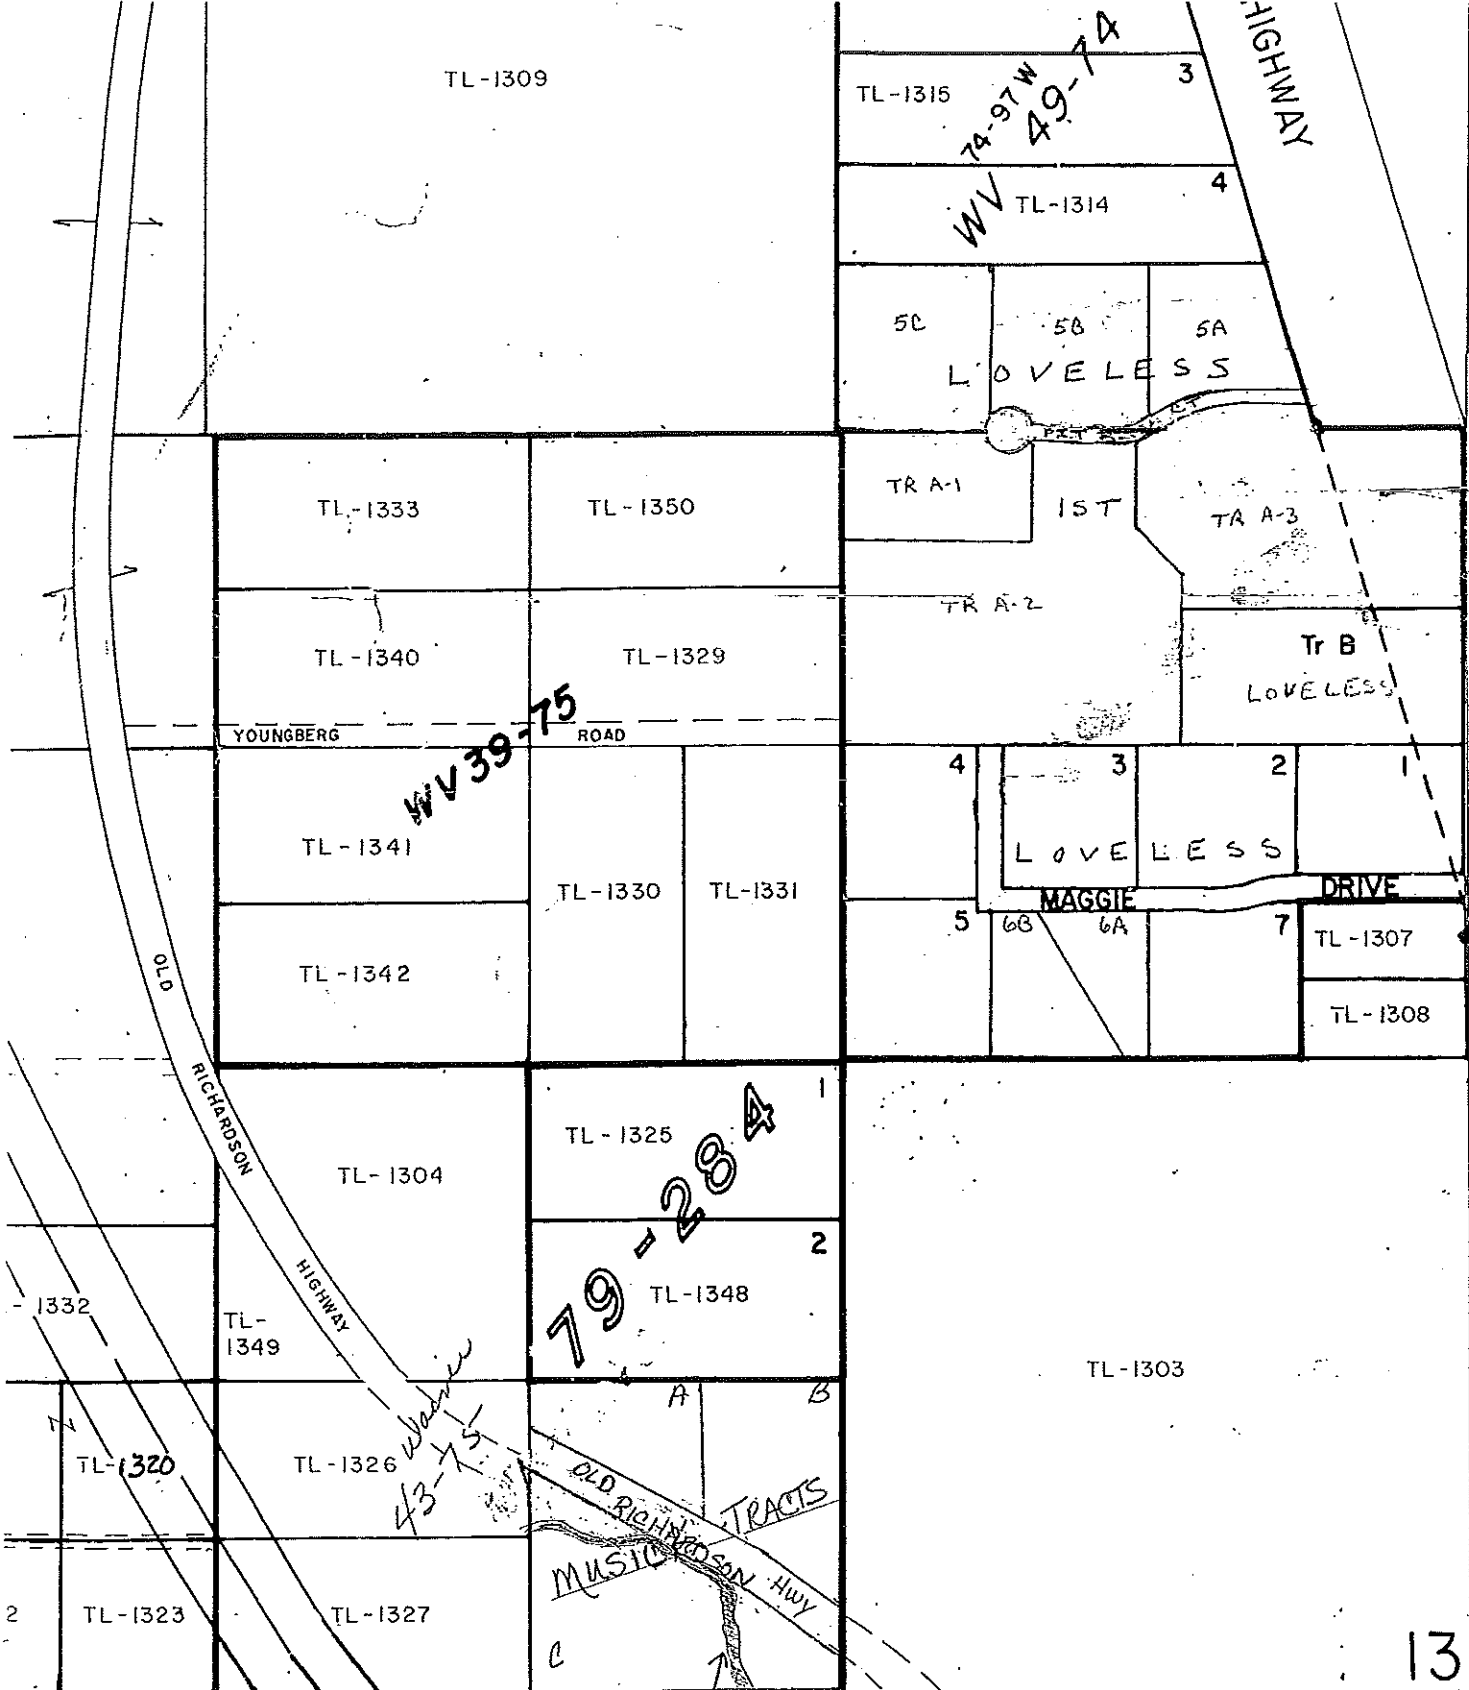 HIGHWAY
TL-1309
3
TL-1315
74-97 W
49-74
WV
4
TL-1314
5C
5B
5A
LOVELESS
CT
TR A-1
1ST
TR A-3
TL-1333
TL-1350
TR A-2
TL-1340
TL-1329
Tr B
LOVELESS
YOUNGBERG ROAD
WV 39-75
4
3
2
1
TL-1341
LOVELESS
TL-1330
TL-1331
MAGGIE DRIVE
5
6B
6A
7
TL-1307
TL-1342
TL-1308
OLD RICHARDSON HIGHWAY
1
TL-1325
TL-1304
79-284
2
TL-1348
-1332
TL-
1349
TL-1303
A
B
43-75
TL-1320
TL-1326
OLD RICHARDSON HWY
MUSIC TRACTS
2
TL-1323
TL-1327
C
13